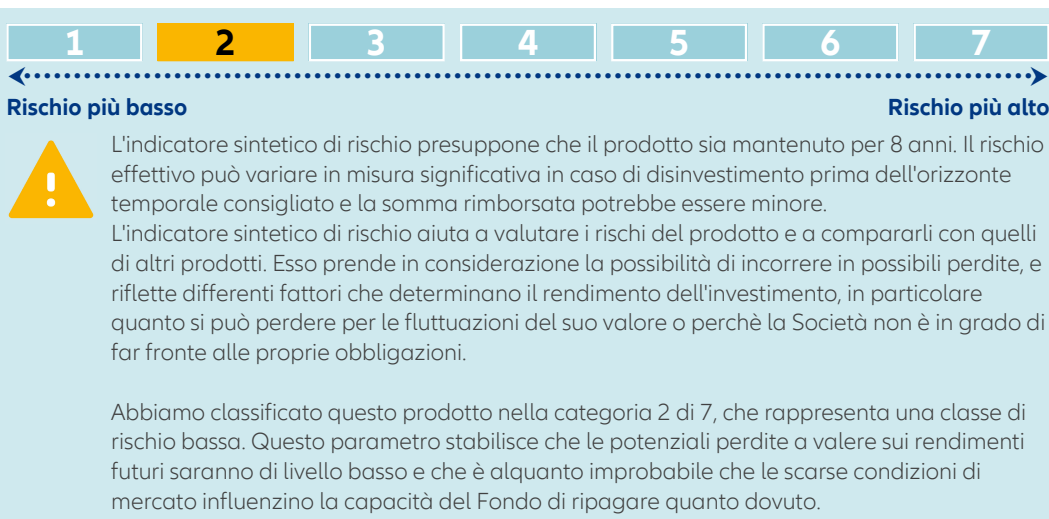 1 2 3 4 5 6 7
Rischio più basso Rischio più alto
L'indicatore sintetico di rischio presuppone che il prodotto sia mantenuto per 8 anni. Il rischio
effettivo può variare in misura significativa in caso di disinvestimento prima dell'orizzonte
temporale consigliato e la somma rimborsata potrebbe essere minore.
L'indicatore sintetico di rischio aiuta a valutare i rischi del prodotto e a compararli con quelli
di altri prodotti. Esso prende in considerazione la possibilità di incorrere in possibili perdite, e
riflette differenti fattori che determinano il rendimento dell'investimento, in particolare
quanto si può perdere per le fluttuazioni del suo valore o perchè la Società non è in grado di
far fronte alle proprie obbligazioni.
Abbiamo classificato questo prodotto nella categoria 2 di 7, che rappresenta una classe di
rischio bassa. Questo parametro stabilisce che le potenziali perdite a valere sui rendimenti
futuri saranno di livello basso e che è alquanto improbabile che le scarse condizioni di
mercato influenzino la capacità del Fondo di ripagare quanto dovuto.